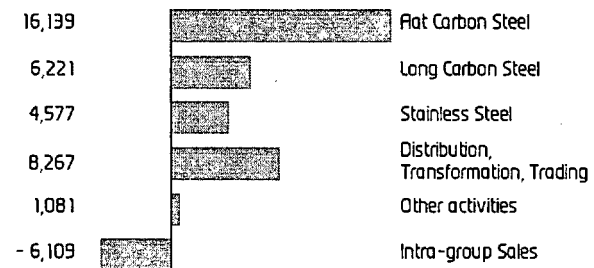 16,139 Flat Carbon Steel
6,221 Long Carbon Steel
4,577 Stainless Steel
8,267 Distribution,
Transformation, Trading
1,081 Other activities
- 6,109 Intra-group Sales